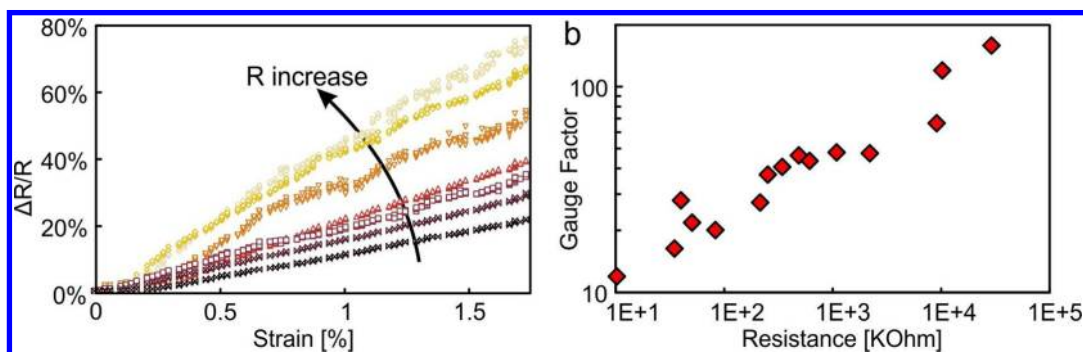 80%
60%
40%
20%
0%
ΔR/R
R increase
0
0.5
1
1.5
Strain [%]
b
100
10
Gauge Factor
1E+1
1E+2
1E+3
1E+4
1E+5
Resistance [KOhm]